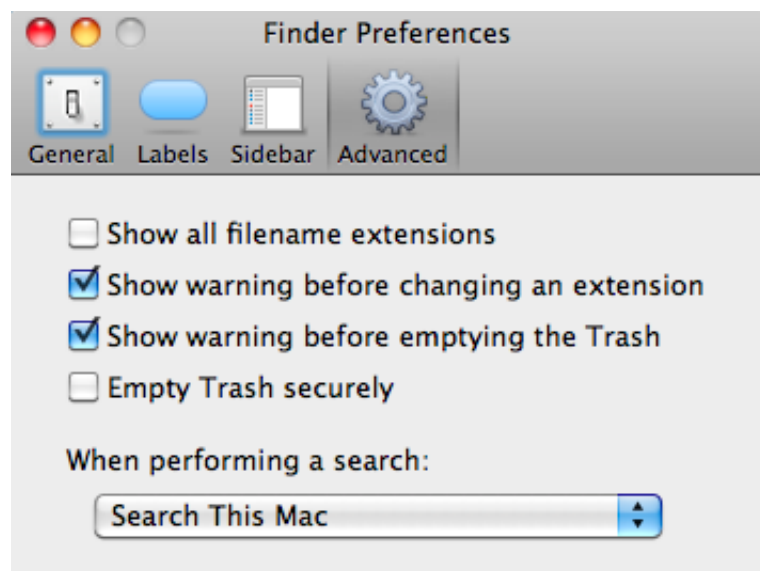 Finder Preferences
General Labels Sidebar Advanced
Show all filename extensions
Show warning before changing an extension
Show warning before emptying the Trash
Empty Trash securely
When performing a search:
Search This Mac